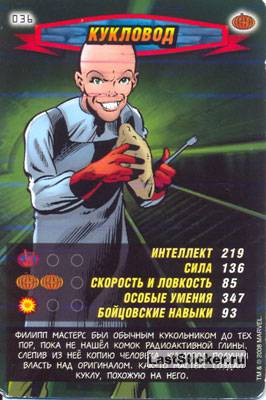 036
КУКЛОВОД
ИНТЕЛЛЕКТ 219
СИЛА 136
СКОРОСТЬ И ЛОВКОСТЬ 85
ОСОБЫЕ УМЕНИЯ 347
БОЙЦОВСКИЕ НАВЫКИ 93
ФИЛИПП МАСТЕРС БЫЛ ОБЫЧНЫМ КУКОЛЬНИКОМ ДО ТЕХ
ПОР, ПОКА НЕ НАШЁЛ КОМОК РАДИОАКТИВНОЙ ГЛИНЫ.
СЛЕПИВ ИЗ НЕЁ КОПИЮ ЧЕЛОВЕКА,
ВЛАСТЬ НАД ОРИГИНАЛОМ.
КУКЛУ, ПОХОЖУЮ НА НЕГО.
TM & © 2008 MARVEL
LastSticker.ru